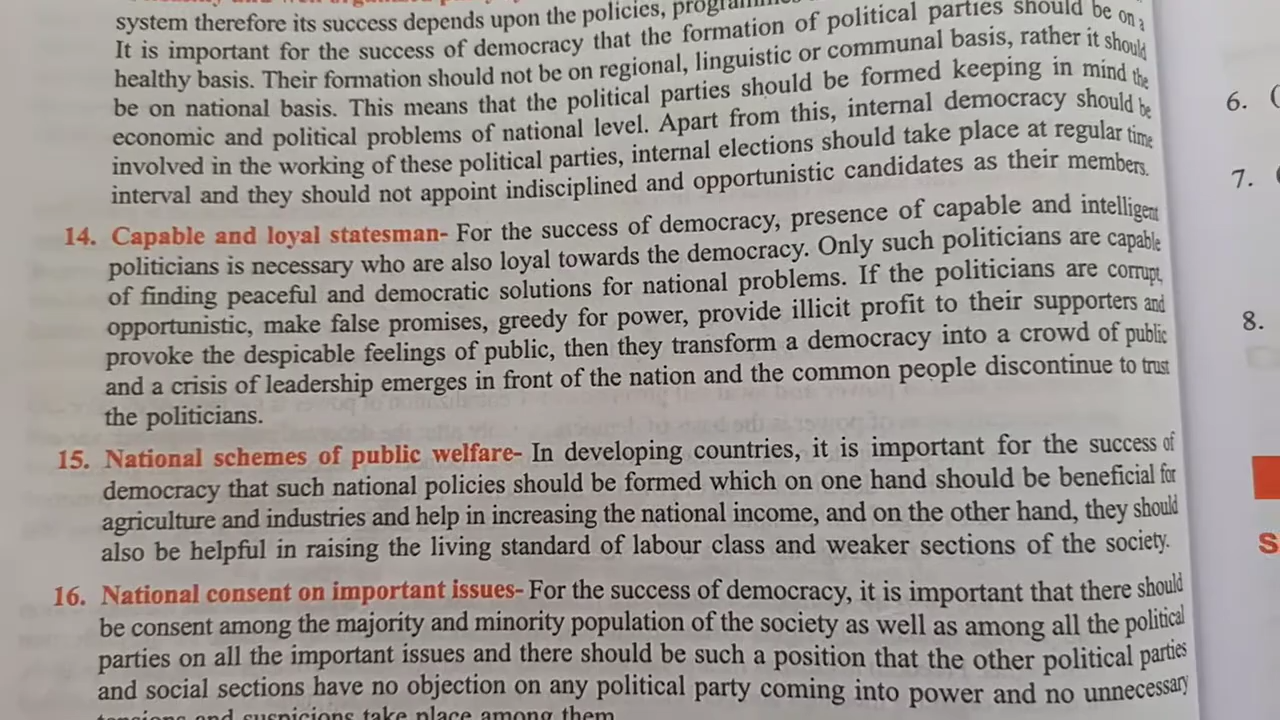 system therefore its success depends upon the policies,
It is important for the success of democracy that the formation of political parties should be on a
healthy basis. Their formation should not be on regional, linguistic or communal basis, rather it should
be on national basis. This means that the political parties should be formed keeping in mind the
economic and political problems of national level. Apart from this, internal democracy should be
involved in the working of these political parties, internal elections should take place at regular time
interval and they should not appoint indisciplined and opportunistic candidates as their members.
14. Capable and loyal statesman- For the success of democracy, presence of capable and intelligent
politicians is necessary who are also loyal towards the democracy. Only such politicians are capable
of finding peaceful and democratic solutions for national problems. If the politicians are corrupt,
opportunistic, make false promises, greedy for power, provide illicit profit to their supporters and
provoke the despicable feelings of public, then they transform a democracy into a crowd of public
and a crisis of leadership emerges in front of the nation and the common people discontinue to trust
the politicians.
15. National schemes of public welfare- In developing countries, it is important for the success of
democracy that such national policies should be formed which on one hand should be beneficial for
agriculture and industries and help in increasing the national income, and on the other hand, they should
also be helpful in raising the living standard of labour class and weaker sections of the society.
16. National consent on important issues- For the success of democracy, it is important that there should
be consent among the majority and minority population of the society as well as among all the political
parties on all the important issues and there should be such a position that the other political parties
and social sections have no objection on any political party coming into power and no unnecessary
tensions and suspicions take place among them
6.
7.
8.
S